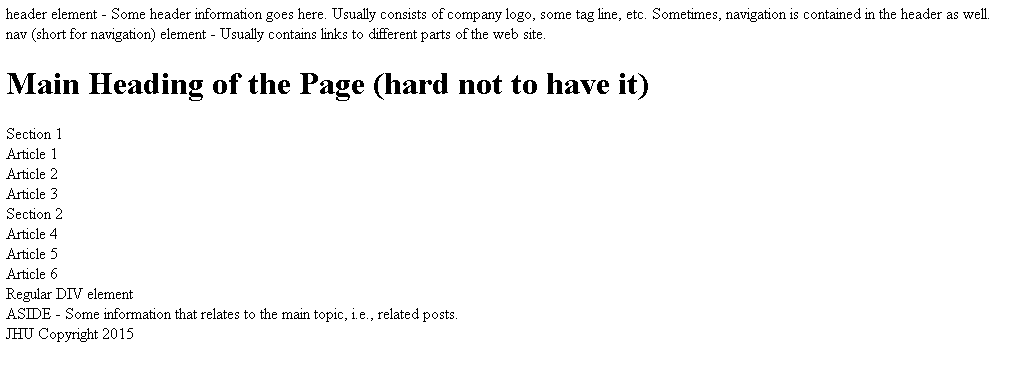 header element - Some header information goes here. Usually consists of company logo, some tag line, etc. Sometimes, navigation is contained in the header as well.
nav (short for navigation) element - Usually contains links to different parts of the web site.
Main Heading of the Page (hard not to have it)
Section 1
Article 1
Article 2
Article 3
Section 2
Article 4
Article 5
Article 6
Regular DIV element
ASIDE - Some information that relates to the main topic, i.e., related posts.
JHU Copyright 2015